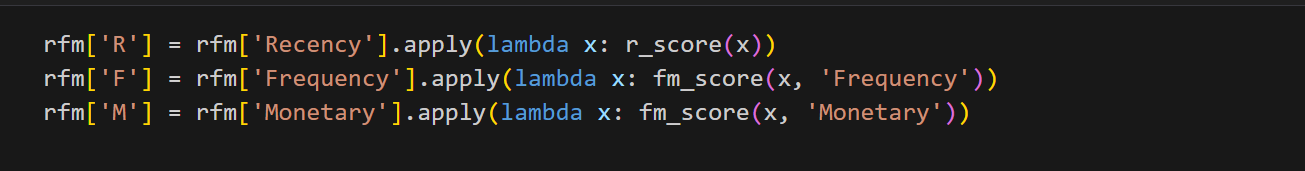 rfm['R'] = rfm['Recency'].apply(lambda x: r_score(x))
rfm['F'] = rfm['Frequency'].apply(lambda x: fm_score(x, 'Frequency'))
rfm['M'] = rfm['Monetary'].apply(lambda x: fm_score(x, 'Monetary'))